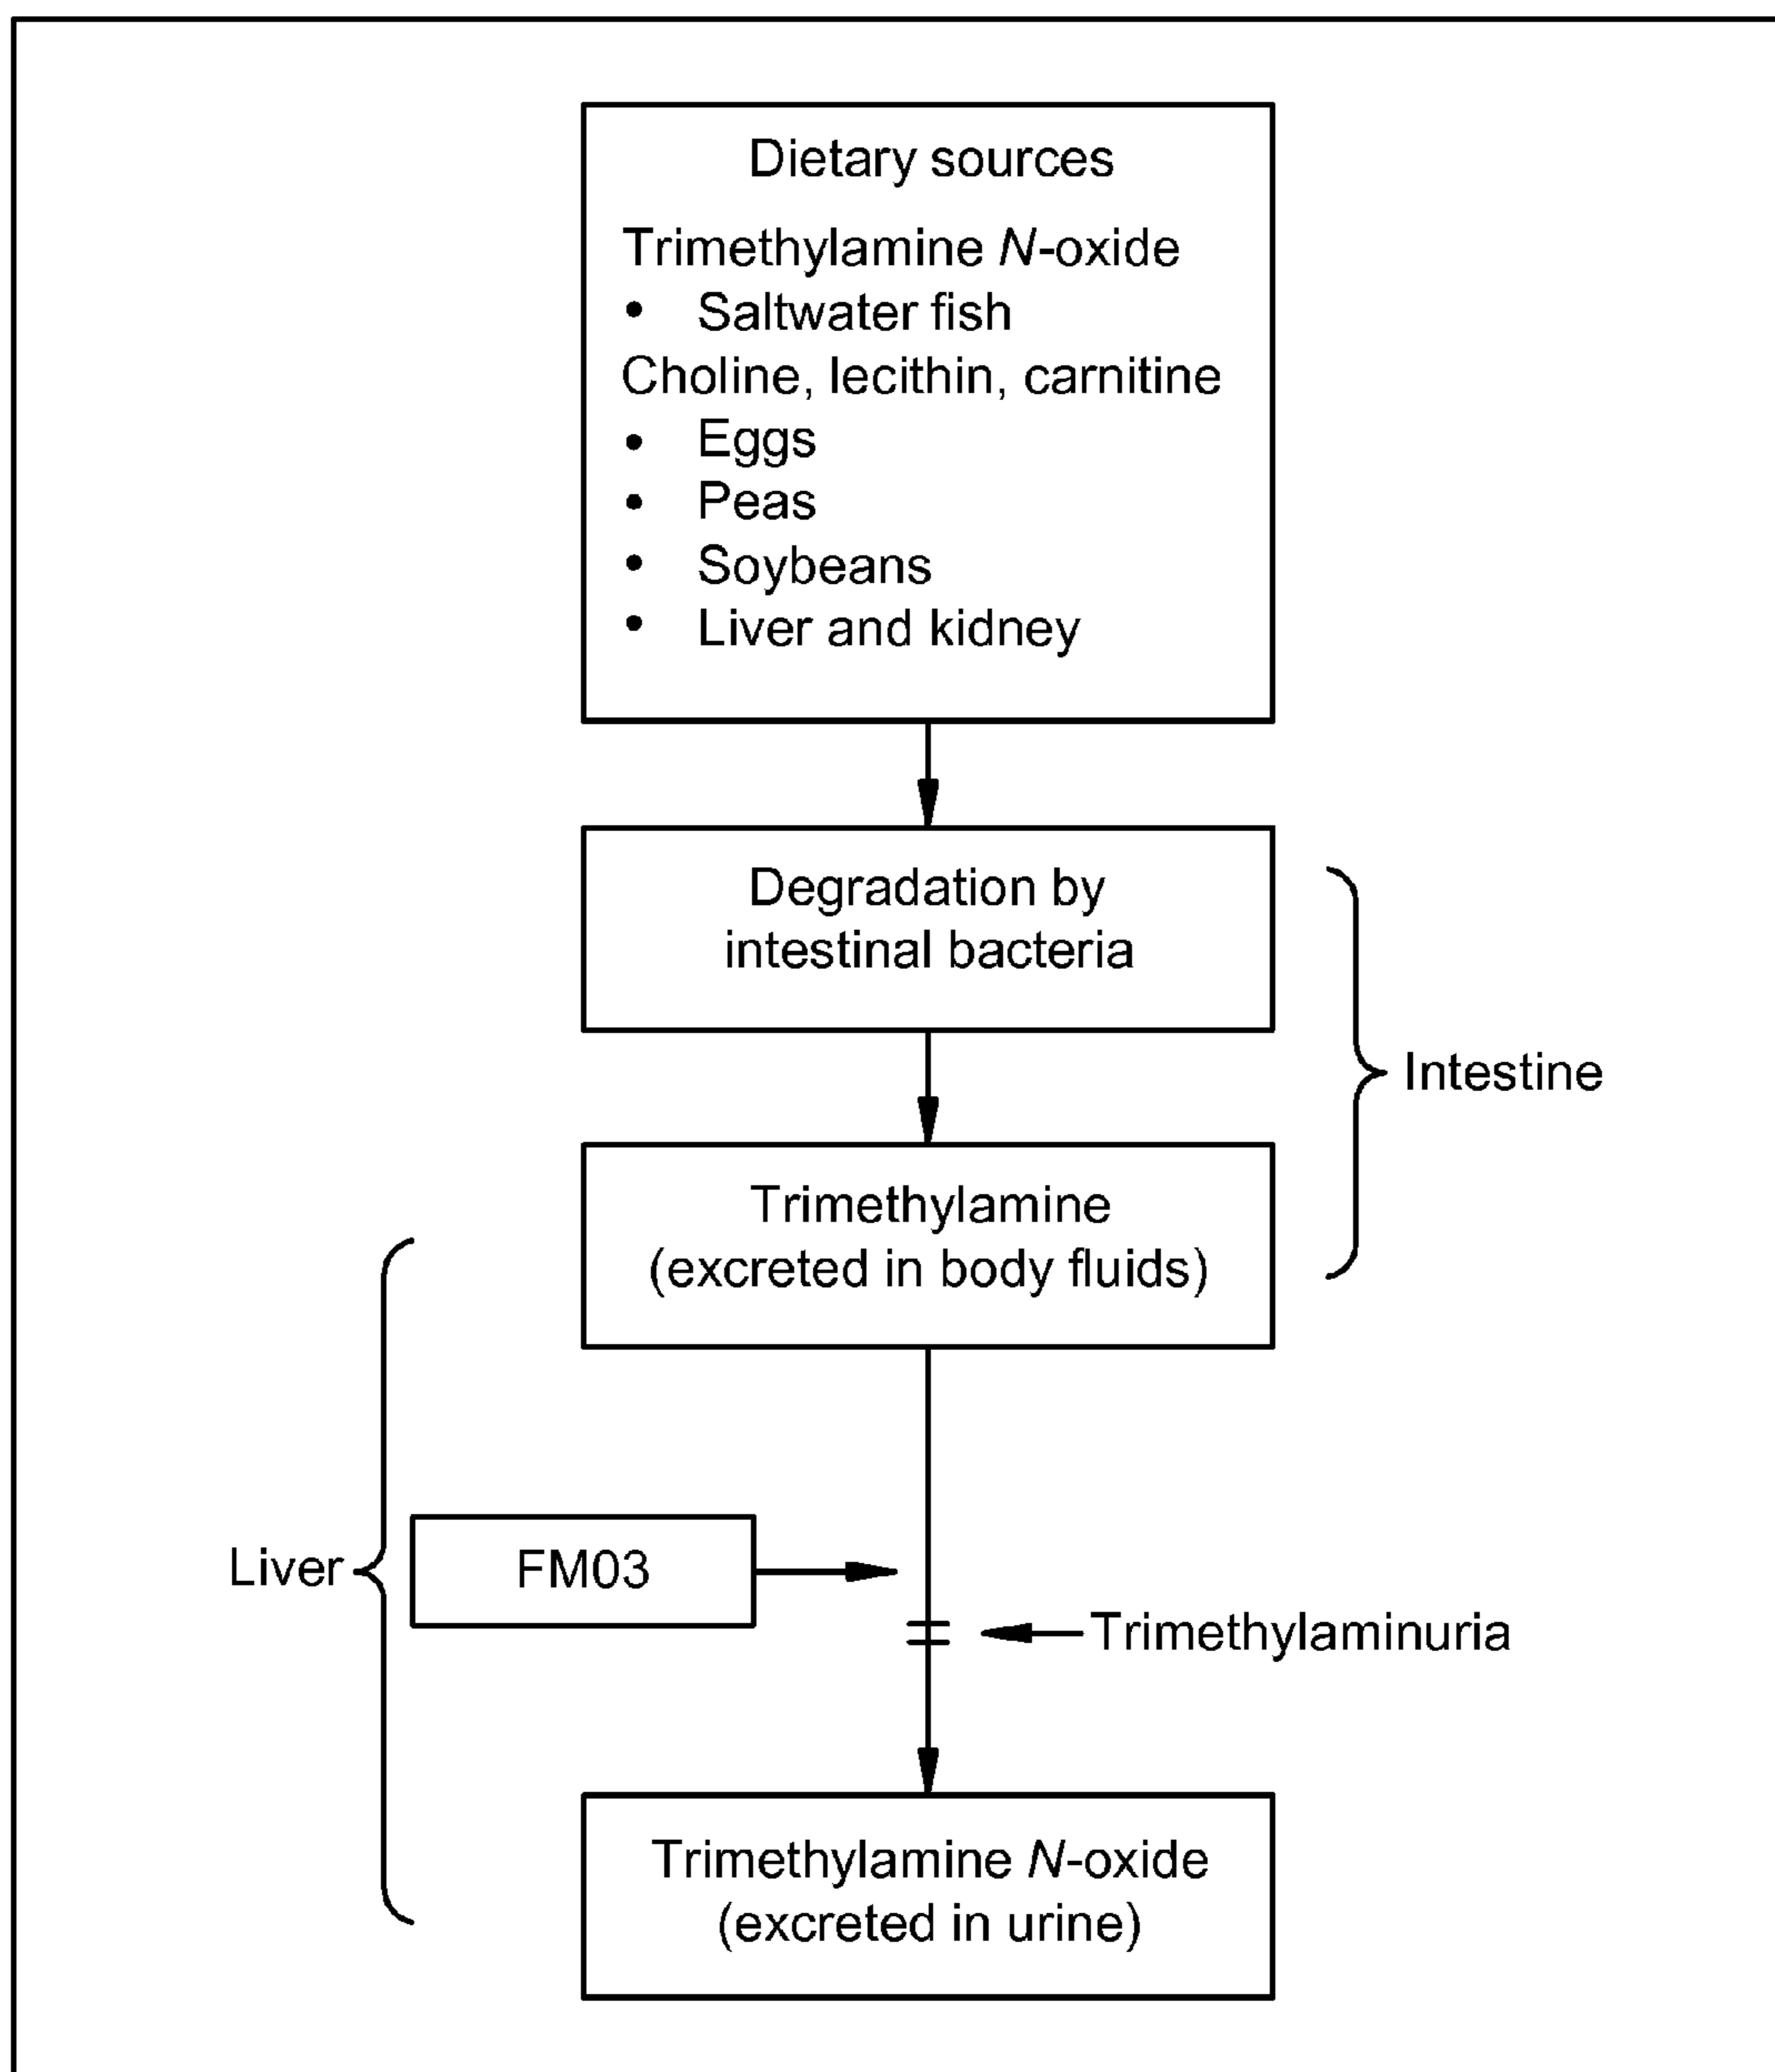 Dietary sources
Trimethylamine N-oxide
• Saltwater fish
Choline, lecithin, carnitine
• Eggs
• Peas
• Soybeans
• Liver and kidney
Degradation by
intestinal bacteria
Intestine
Trimethylamine
(excreted in body fluids)
Liver
FM03
Trimethylaminuria
Trimethylamine N-oxide
(excreted in urine)